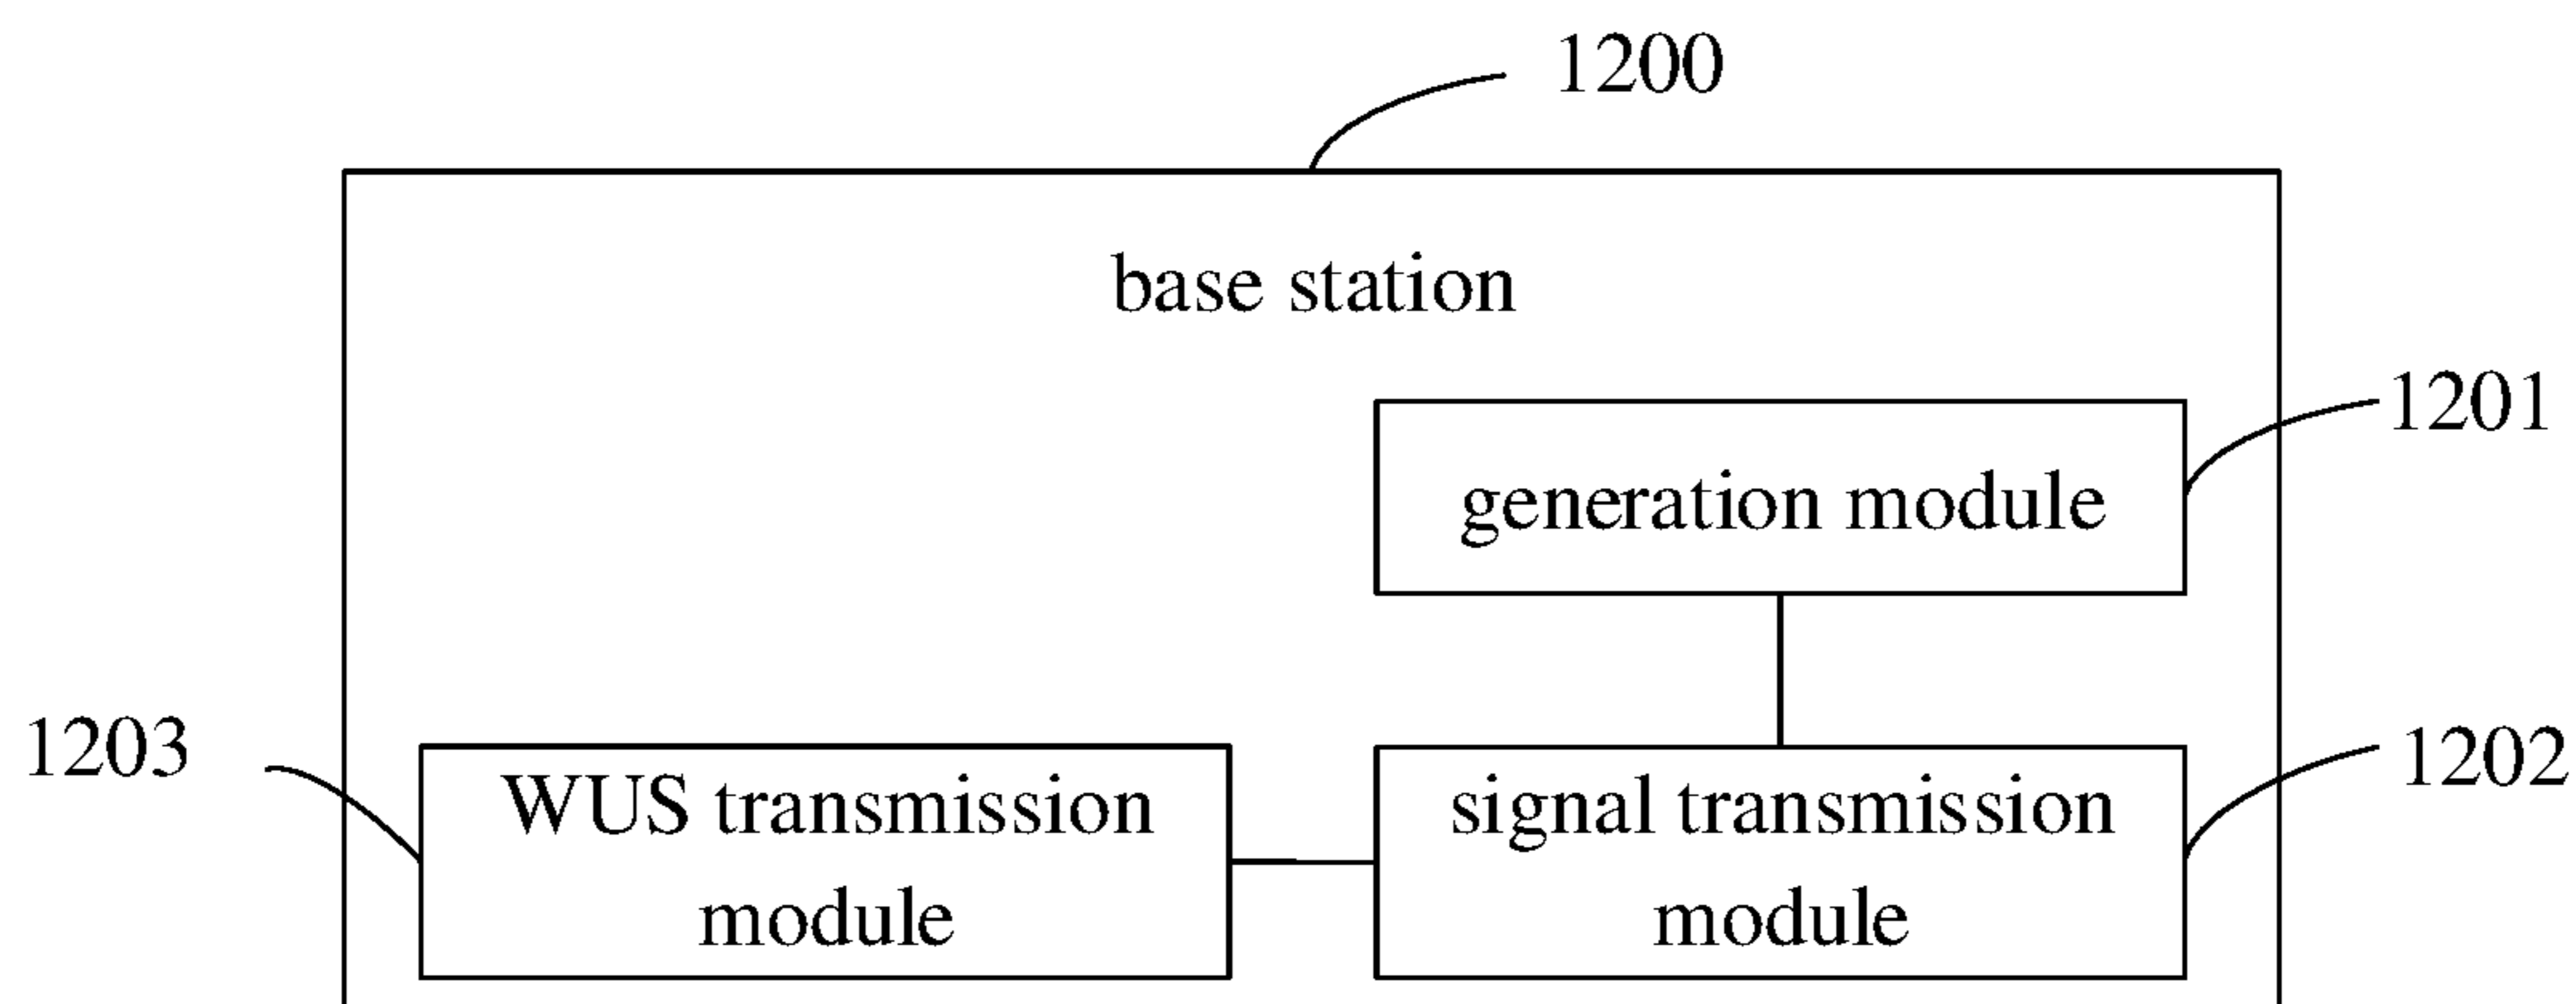 1200
base station
1201
generation module
1203
WUS transmission
module
signal transmission
module
1202